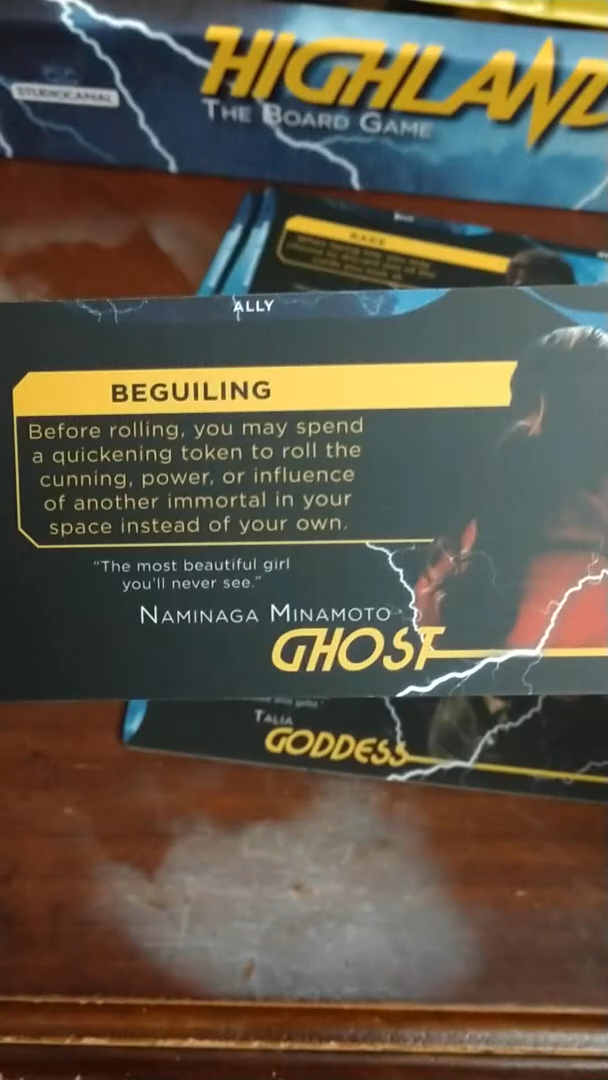 HIGHLAND
STUDIOCANAL
THE BOARD GAME
ALLY
BEGUILING
Before rolling, you may spend
a quickening token to roll the
cunning, power, or influence
of another immortal in your
space instead of your own.
“The most beautiful girl
you’ll never see.”
NAMINAGA MINAMOTO
GHOST
TALIA
GODDESS